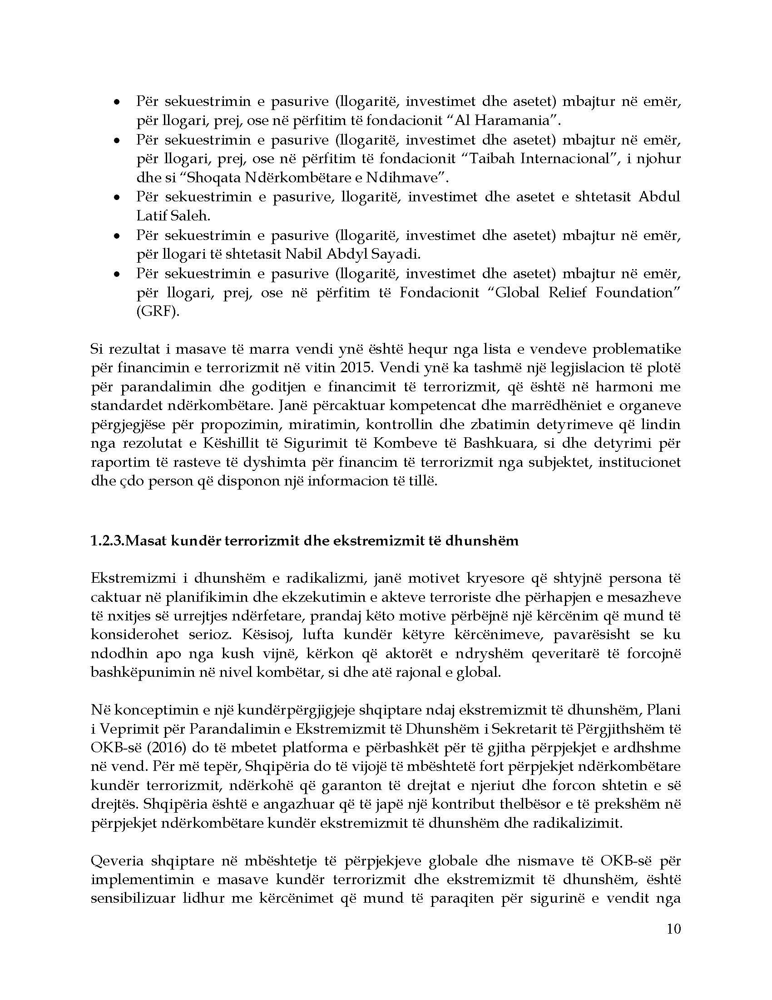 • Për sekuestrimin e pasurive (llogaritë, investimet dhe asetet) mbajtur në emër,
për llogari, prej, ose në përfitim të fondacionit “Al Haramania”.
• Për sekuestrimin e pasurive (llogaritë, investimet dhe asetet) mbajtur në emër,
për llogari, prej, ose në përfitim të fondacionit “Taibah Internacional”, i njohur
dhe si “Shoqata Ndërkombëtare e Ndihmave”.
• Për sekuestrimin e pasurive, llogaritë, investimet dhe asetet e shtetasit Abdul
Latif Saleh.
• Për sekuestrimin e pasurive (llogaritë, investimet dhe asetet) mbajtur në emër,
për llogari të shtetasit Nabil Abdyl Sayadi.
• Për sekuestrimin e pasurive (llogaritë, investimet dhe asetet) mbajtur në emër,
për llogari, prej, ose në përfitim të Fondacionit “Global Relief Foundation”
(GRF).
Si rezultat i masave të marra vendi ynë është hequr nga lista e vendeve problematike
për financimin e terrorizmit në vitin 2015. Vendi ynë ka tashmë një legjislacion të plotë
për parandalimin dhe goditjen e financimit të terrorizmit, që është në harmoni me
standardet ndërkombëtare. Janë përcaktuar kompetencat dhe marrëdhëniet e organeve
përgjegjëse për propozimin, miratimin, kontrollin dhe zbatimin detyrimeve që lindin
nga rezolutat e Këshillit të Sigurimit të Kombeve të Bashkuara, si dhe detyrimi për
raportim të rasteve të dyshimta për financim të terrorizmit nga subjektet, institucionet
dhe çdo person që disponon një informacion të tillë.
1.2.3.Masat kundër terrorizmit dhe ekstremizmit të dhunshëm
Ekstremizmi i dhunshëm e radikalizmi, janë motivet kryesore që shtyjnë persona të
caktuar në planifikimin dhe ekzekutimin e akteve terroriste dhe përhapjen e mesazheve
të nxitjes së urrejtjes ndërfetare, prandaj këto motive përbëjnë një kërcënim që mund të
konsiderohet serioz. Kësisoj, lufta kundër këtyre kërcënimeve, pavarësisht se ku
ndodhin apo nga kush vijnë, kërkon që aktorët e ndryshëm qeveritarë të forcojnë
bashkëpunimin në nivel kombëtar, si dhe atë rajonal e global.
Në konceptimin e një kundërpërgjigjeje shqiptare ndaj ekstremizmit të dhunshëm, Plani
i Veprimit për Parandalimin e Ekstremizmit të Dhunshëm i Sekretarit të Përgjithshëm të
OKB-së (2016) do të mbetet platforma e përbashkët për të gjitha përpjekjet e ardhshme
në vend. Për më tepër, Shqipëria do të vijojë të mbështetë fort përpjekjet ndërkombëtare
kundër terrorizmit, ndërkohë që garanton të drejtat e njeriut dhe forcon shtetin e së
drejtës. Shqipëria është e angazhuar që të japë një kontribut thelbësor e të prekshëm në
përpjekjet ndërkombëtare kundër ekstremizmit të dhunshëm dhe radikalizimit.
Qeveria shqiptare në mbështetje të përpjekjeve globale dhe nismave të OKB-së për
implementimin e masave kundër terrorizmit dhe ekstremizmit të dhunshëm, është
sensibilizuar lidhur me kërcënimet që mund të paraqiten për sigurinë e vendit nga
10